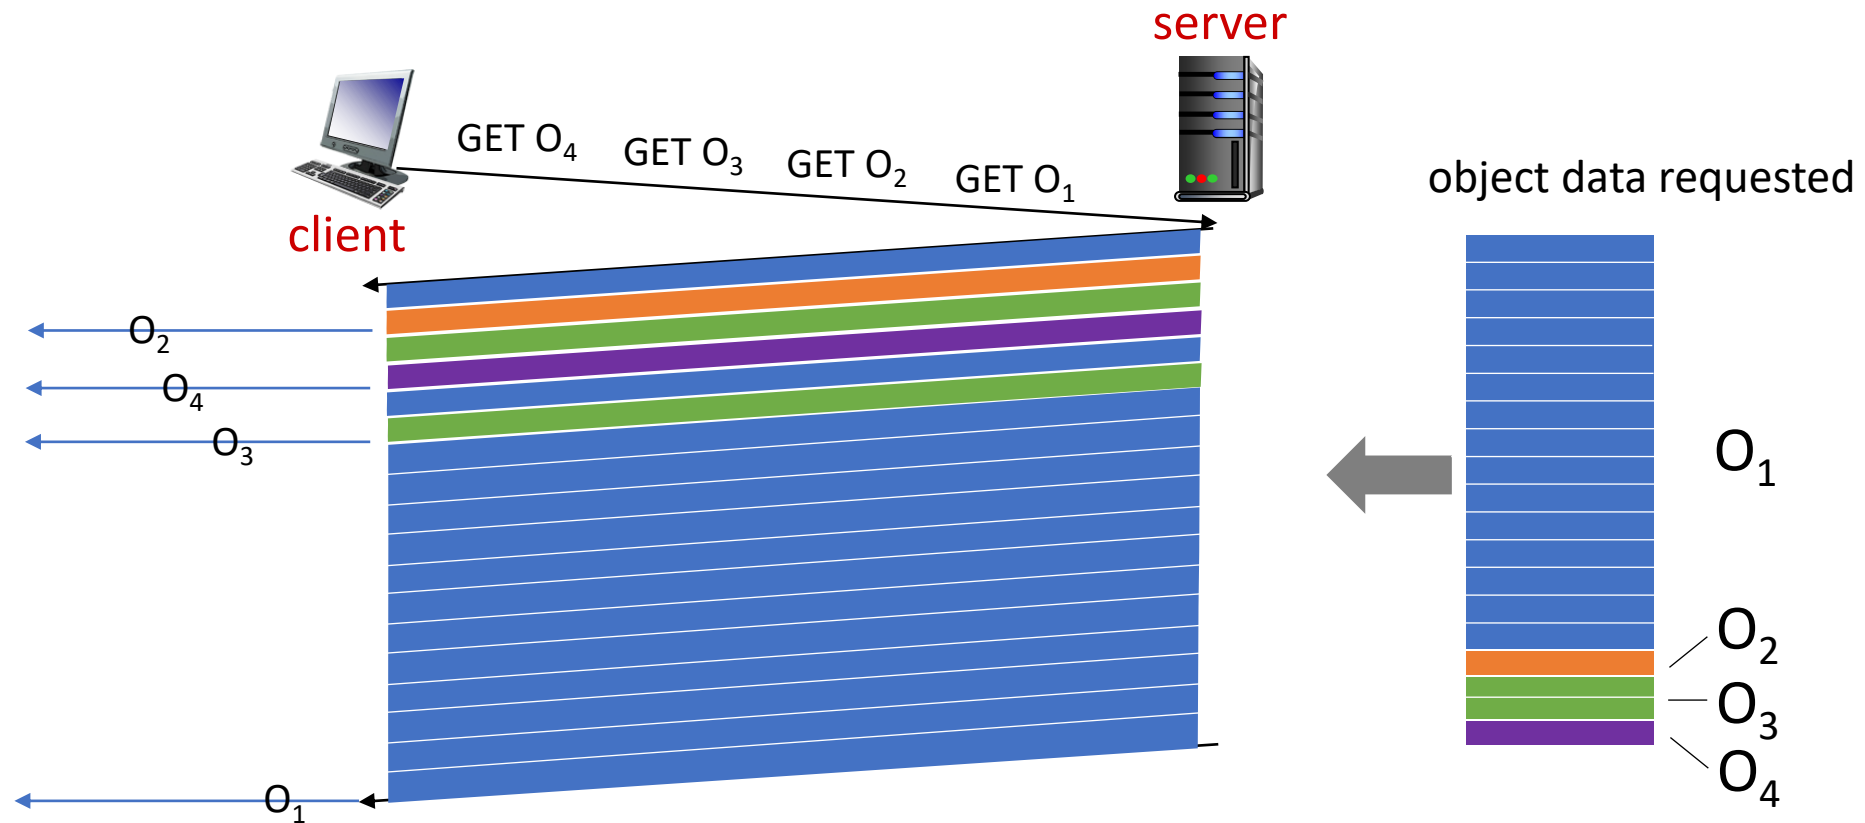 server
GET O4
GET O3
GET O2
GET O1
object data requested
client
O2
O4
O3
O1
O1
O2
O3
O4